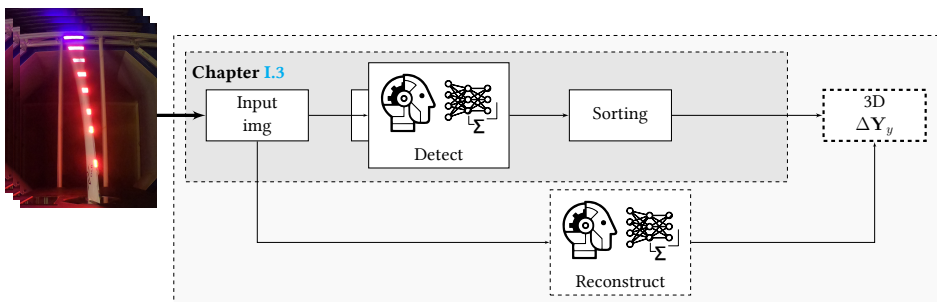 Chapter I.3
Input
img
Σ
Detect
Sorting
3D
ΔY_y
Σ
Reconstruct